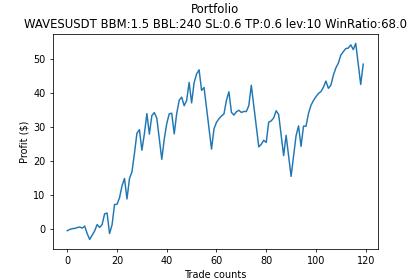 Portfolio
WAVESUSDT BBM:1.5 BBL:240 SL:0.6 TP:0.6 lev:10 WinRatio:68.0
50
40
30
20
10
0
Profit ($)
0 20 40 60 80 100 120
Trade counts